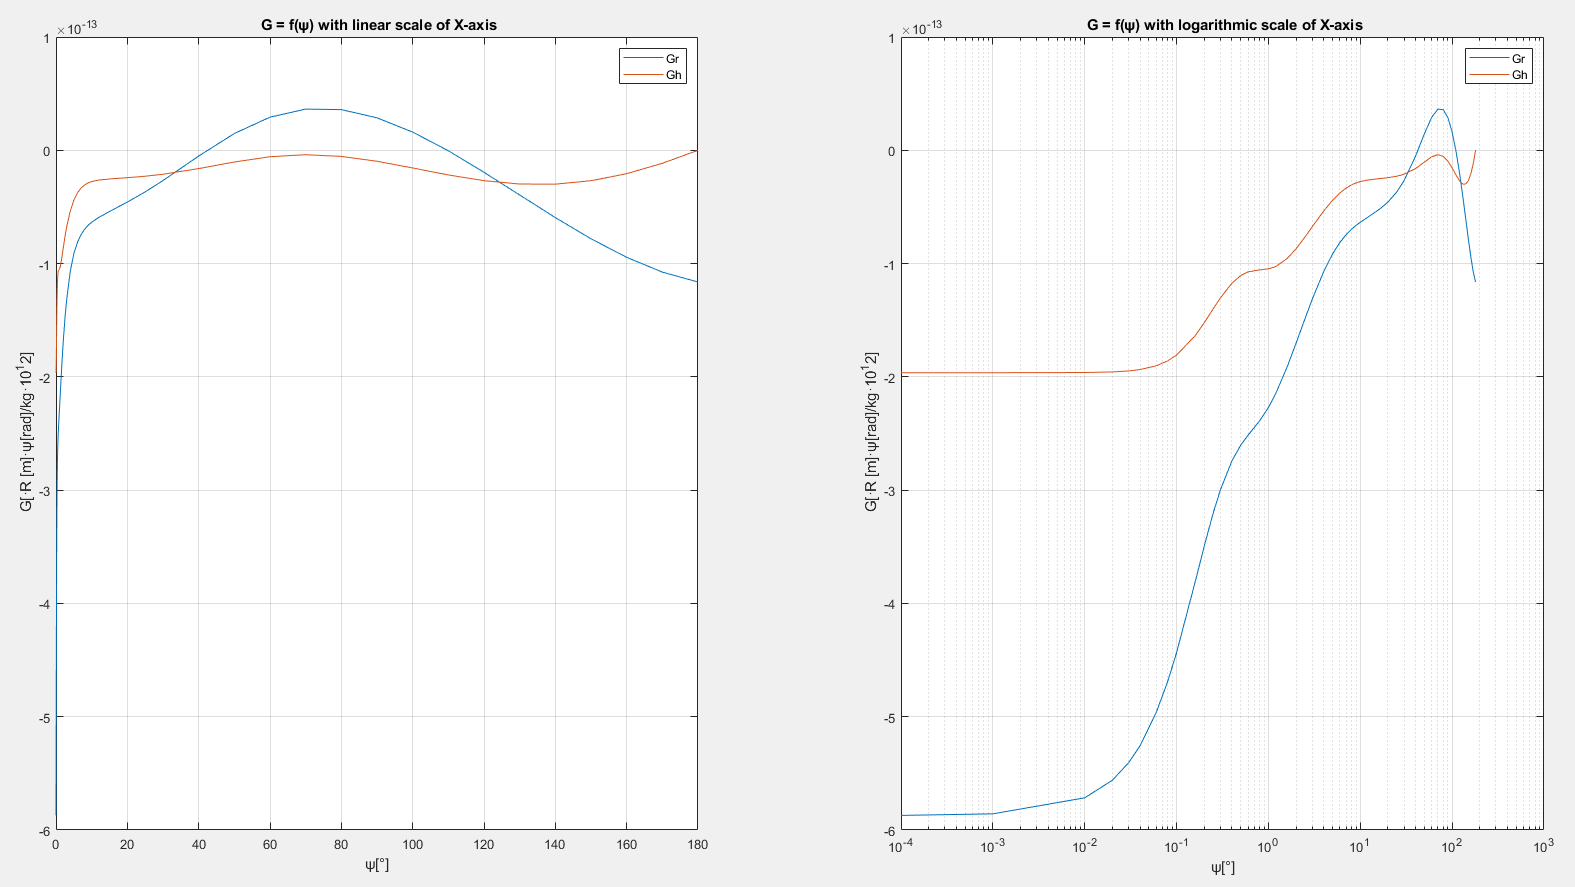 G = f(ψ) with linear scale of X-axis
×10⁻¹³
1
0
-1
-2
-3
-4
-5
-6
G[·R [m]·ψ[rad]/kg·10¹2]
0 20 40 60 80 100 120 140 160 180
ψ[°]
Gr
Gh
G = f(ψ) with logarithmic scale of X-axis
×10⁻¹³
1
0
-1
-2
-3
-4
-5
-6
G[·R [m]·ψ[rad]/kg·10¹2]
10⁻⁴ 10⁻³ 10⁻² 10⁻¹ 10⁰ 10¹ 10² 10³
ψ[°]
Gr
Gh